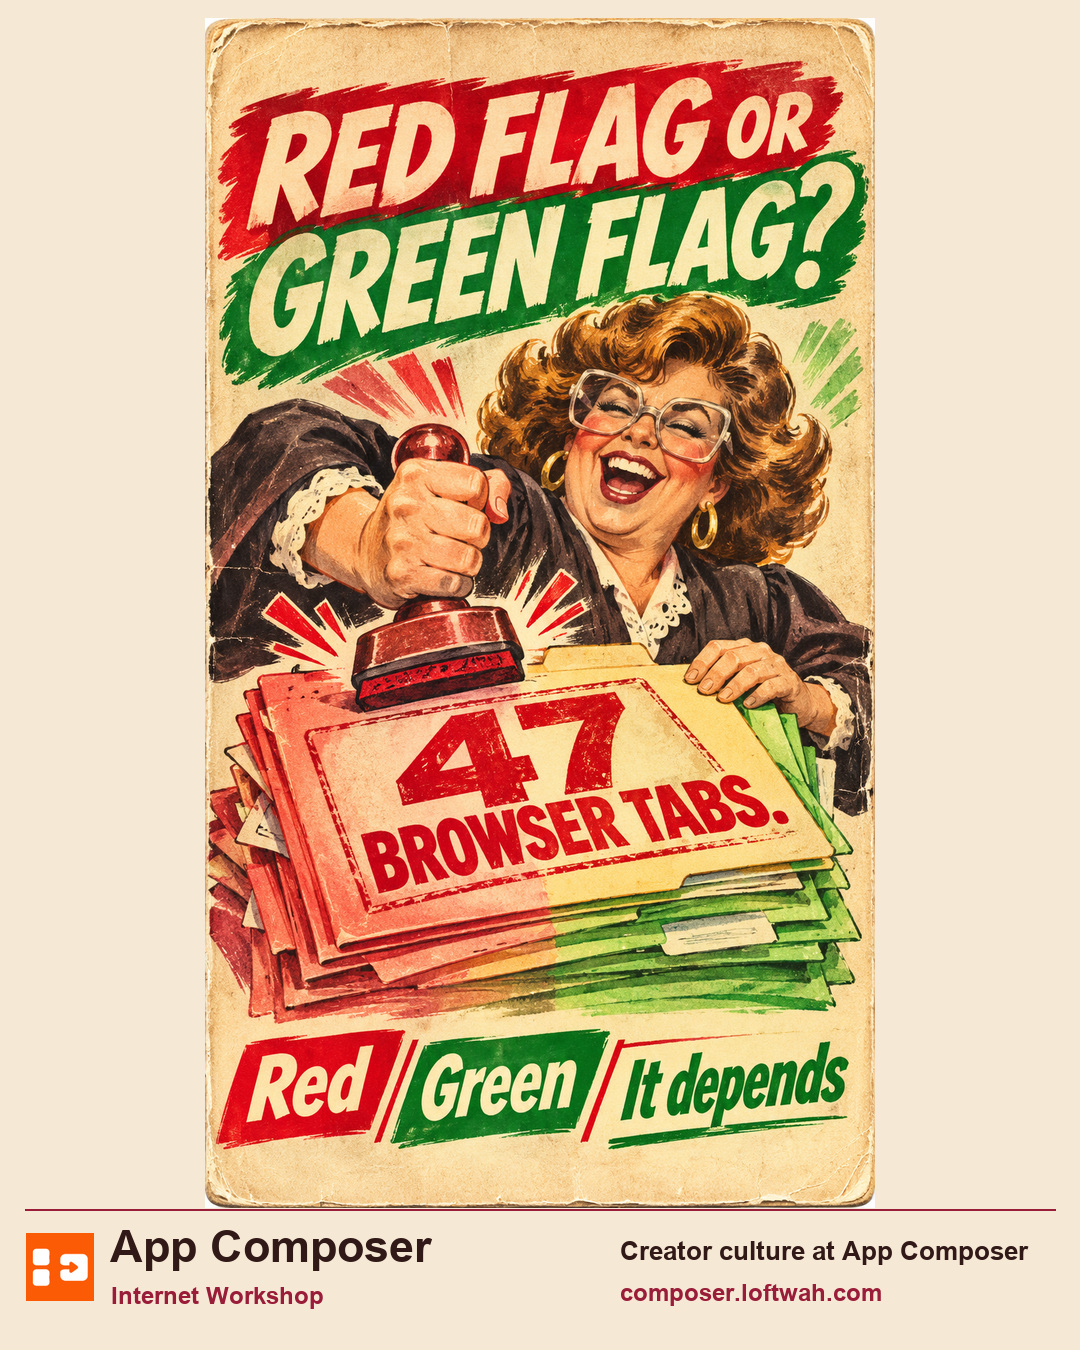 RED FLAG OR
GREEN FLAG?
47
BROWSER TABS.
Red / Green / It depends
App Composer
Internet Workshop
Creator culture at App Composer
composer.loftwah.com